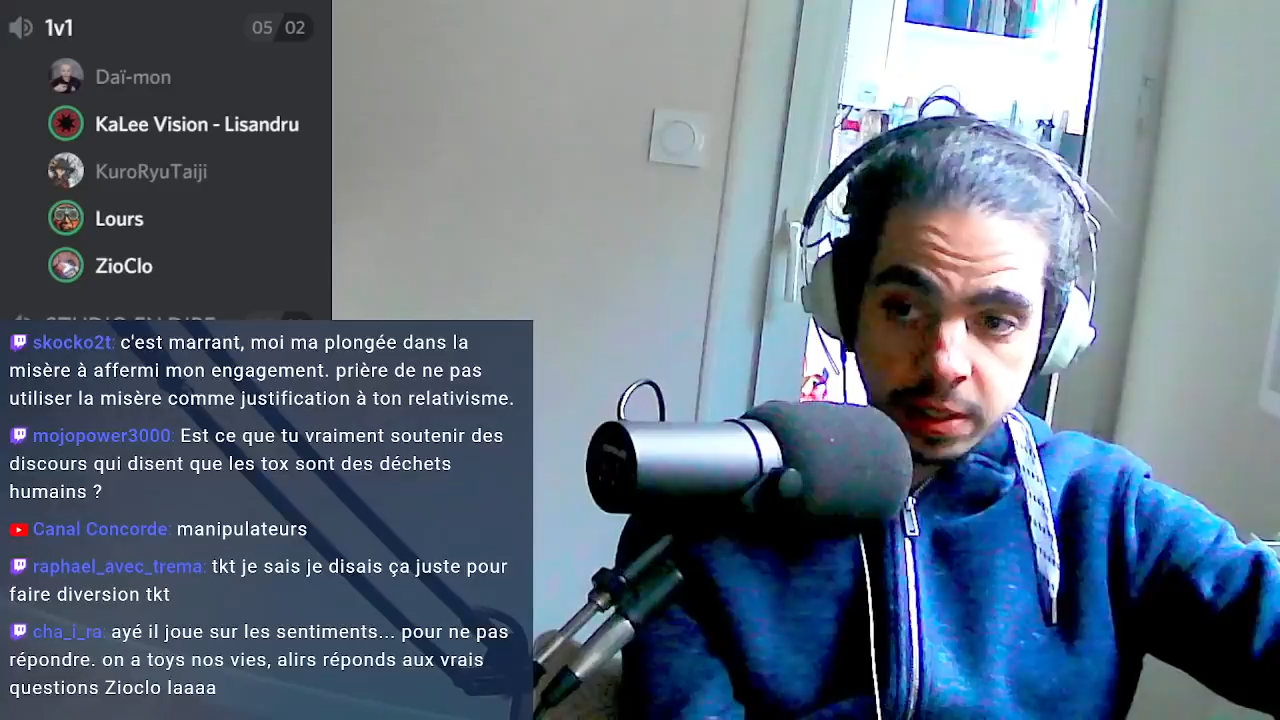 1v1
05 02
Daï-mon
KaLee Vision - Lisandru
KuroRyuTaiji
Lours
ZioClo
skocko2t: c'est marrant, moi ma plongée dans la
misère à affermi mon engagement. prière de ne pas
utiliser la misère comme justification à ton relativisme.
mojopower3000: Est ce que tu vraiment soutenir des
discours qui disent que les tox sont des déchets
humains ?
Canal Concorde: manipulateurs
raphael_avec_trema: tkt je sais je disais ça juste pour
faire diversion tkt
cha_i_ra: ayé il joue sur les sentiments... pour ne pas
répondre. on a toys nos vies, alirs réponds aux vrais
questions Zioclo laaaa